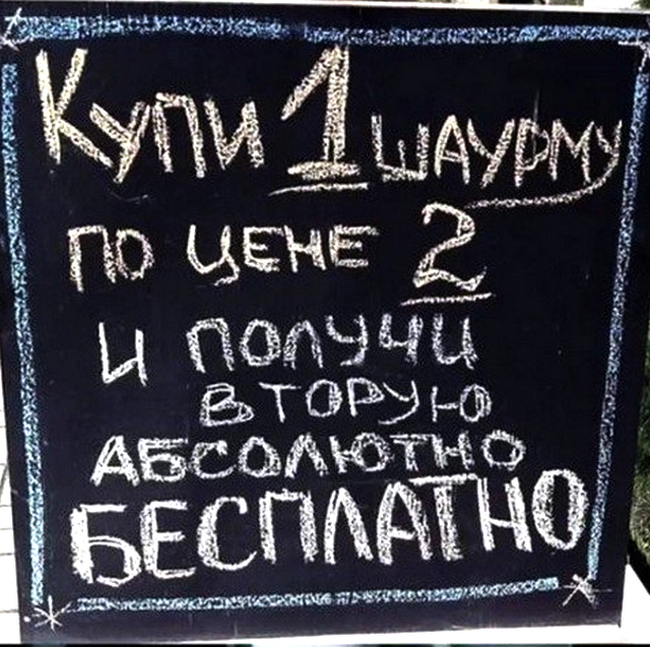 Купи 1 шаурму
по цене 2
и получи
вторую
абсолютно
БЕСПЛАТНО